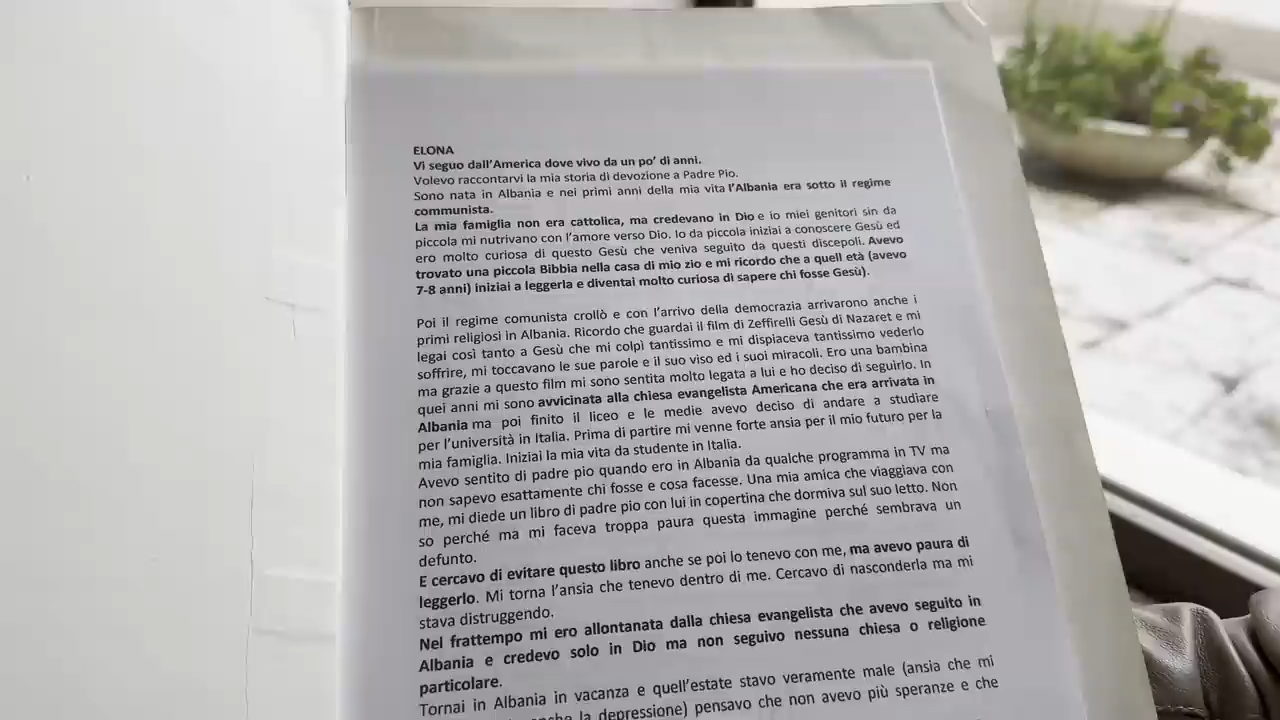 ELONA
Vi seguo dall'America dove vivo da un po' di anni.
Volevo raccontarvi la mia storia di devozione a Padre Pio.
Sono nata in Albania e nei primi anni della mia vita l'Albania era sotto il regime
communista.
La mia famiglia non era cattolica, ma credevano in Dio e io miei genitori sin da
piccola mi nutrivano con l'amore verso Dio. Io da piccola iniziai a conoscere Gesù ed
ero molto curiosa di questo Gesù che veniva seguito da questi discepoli. Avevo
trovato una piccola Bibbia nella casa di mio zio e mi ricordo che a quell età (avevo
7-8 anni) iniziai a leggerla e diventai molto curiosa di sapere chi fosse Gesù).
Poi il regime comunista crollò e con l'arrivo della democrazia arrivarono anche i
primi religiosi in Albania. Ricordo che guardai il film di Zeffirelli Gesù di Nazaret e mi
legai così tanto a Gesù che mi colpì tantissimo e mi dispiaceva tantissimo vederlo
soffrire, mi toccavano le sue parole e il suo viso ed i suoi miracoli. Ero una bambina
ma grazie a questo film mi sono sentita molto legata a lui e ho deciso di seguirlo. In
quei anni mi sono avvicinata alla chiesa evangelista Americana che era arrivata in
Albania ma poi finito il liceo e le medie avevo deciso di andare a studiare
per l'università in Italia. Prima di partire mi venne forte ansia per il mio futuro per la
mia famiglia. Iniziai la mia vita da studente in Italia.
Avevo sentito di padre pio quando ero in Albania da qualche programma in TV ma
non sapevo esattamente chi fosse e cosa facesse. Una mia amica che viaggiava con
me, mi diede un libro di padre pio con lui in copertina che dormiva sul suo letto. Non
so perché ma mi faceva troppa paura questa immagine perché sembrava un
defunto.
E cercavo di evitare questo libro anche se poi lo tenevo con me, ma avevo paura di
leggerlo. Mi torna l'ansia che tenevo dentro di me. Cercavo di nasconderla ma mi
stava distruggendo.
Nel frattempo mi ero allontanata dalla chiesa evangelista che avevo seguito in
Albania e credevo solo in Dio ma non seguivo nessuna chiesa o religione
particolare.
Tornai in Albania in vacanza e quell'estate stavo veramente male (ansia che mi
anche la depressione) pensavo che non avevo più speranze e che